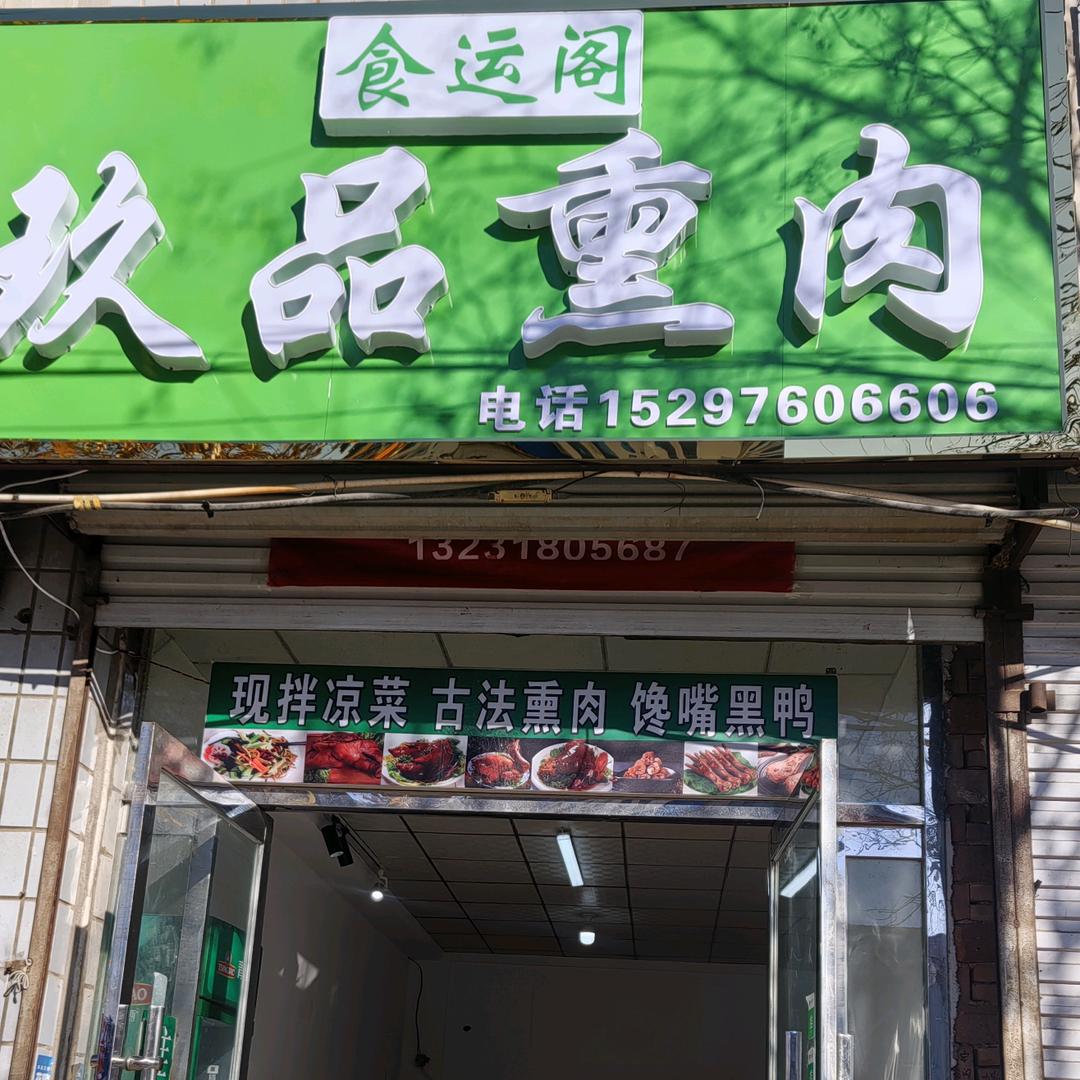 食运阁
玖品熏肉
电话15297606606
13231805687
现拌凉菜 古法熏肉 馋嘴黑鸭